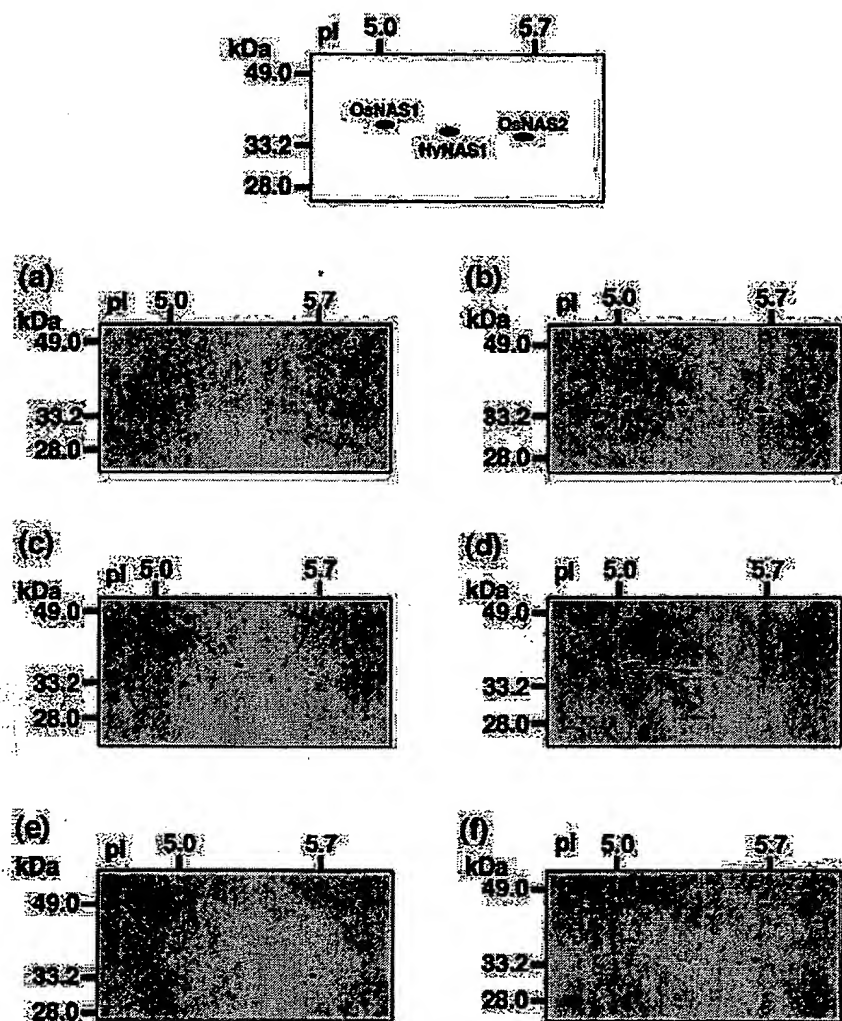 pI 5.0 5.7
kDa
49.0
OsNAS1 OsNAS2
HvNAS1
33.2
28.0
(a)
pI 5.0 5.7
kDa
49.0
33.2
28.0
(b)
pI 5.0 5.7
kDa
49.0
33.2
28.0
(c)
pI 5.0 5.7
kDa
49.0
33.2
28.0
(d)
pI 5.0 5.7
kDa
49.0
33.2
28.0
(e)
pI 5.0 5.7
kDa
49.0
33.2
28.0
(f)
pI 5.0 5.7
kDa
49.0
33.2
28.0